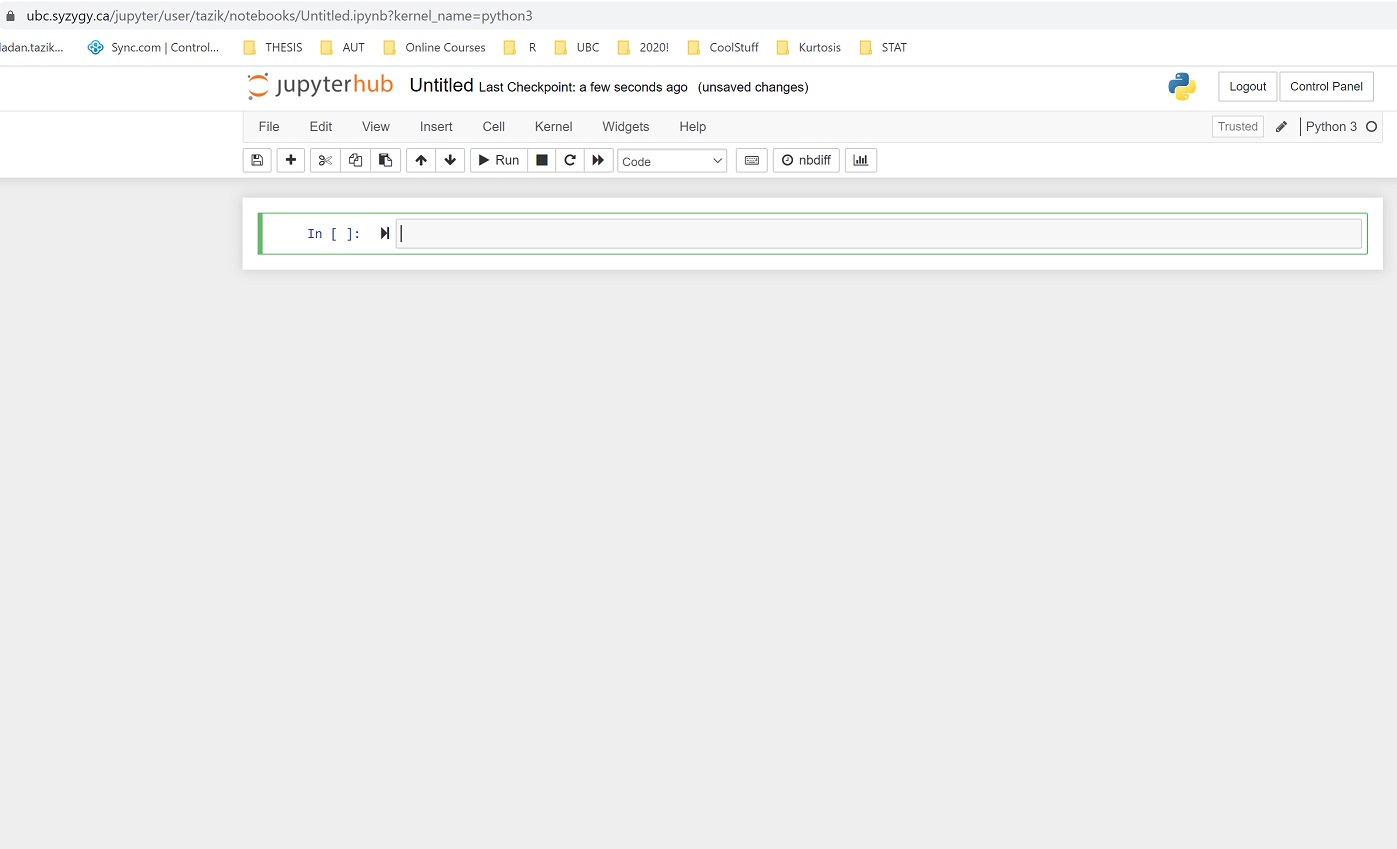 ubc.syzygy.ca/jupyter/user/tazik/notebooks/Untitled.ipynb?kernel_name=python3
ladan.tazik... Sync.com | Control... THESIS AUT Online Courses R UBC 2020! CoolStuff Kurtosis STAT
jupyterhub Untitled Last Checkpoint: a few seconds ago (unsaved changes) Logout Control Panel
File Edit View Insert Cell Kernel Widgets Help Trusted Python 3
Run Code nbdiff
In [ ]: